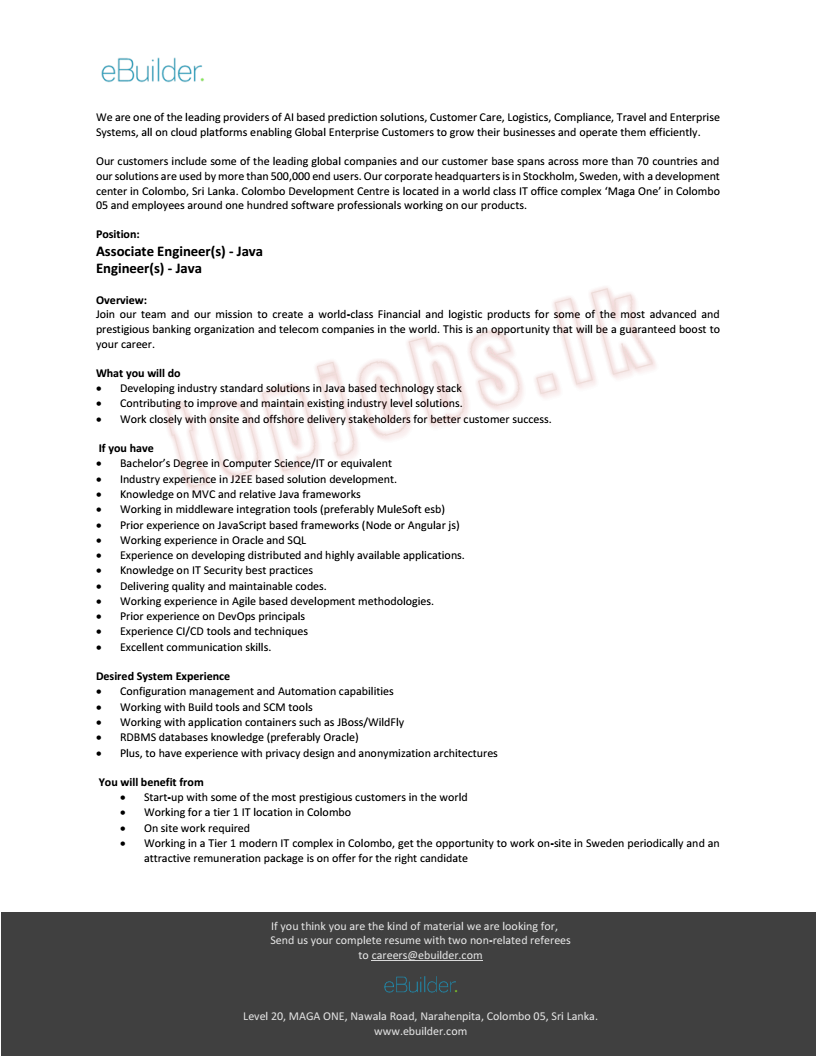 eBuilder.
We are one of the leading providers of AI based prediction solutions, Customer Care, Logistics, Compliance, Travel and Enterprise
Systems, all on cloud platforms enabling Global Enterprise Customers to grow their businesses and operate them efficiently.
Our customers include some of the leading global companies and our customer base spans across more than 70 countries and
our solutions are used by more than 500,000 end users. Our corporate headquarters is in Stockholm, Sweden, with a development
center in Colombo, Sri Lanka. Colombo Development Centre is located in a world class IT office complex ‘Maga One’ in Colombo
05 and employees around one hundred software professionals working on our products.
Position:
Associate Engineer(s) - Java
Engineer(s) - Java
Overview:
Join our team and our mission to create a world-class Financial and logistic products for some of the most advanced and
prestigious banking organization and telecom companies in the world. This is an opportunity that will be a guaranteed boost to
your career.
topjobs.lk
What you will do
• Developing industry standard solutions in Java based technology stack
• Contributing to improve and maintain existing industry level solutions.
• Work closely with onsite and offshore delivery stakeholders for better customer success.
If you have
• Bachelor’s Degree in Computer Science/IT or equivalent
• Industry experience in J2EE based solution development.
• Knowledge on MVC and relative Java frameworks
• Working in middleware integration tools (preferably MuleSoft esb)
• Prior experience on JavaScript based frameworks (Node or Angular js)
• Working experience in Oracle and SQL
• Experience on developing distributed and highly available applications.
• Knowledge on IT Security best practices
• Delivering quality and maintainable codes.
• Working experience in Agile based development methodologies.
• Prior experience on DevOps principals
• Experience CI/CD tools and techniques
• Excellent communication skills.
Desired System Experience
• Configuration management and Automation capabilities
• Working with Build tools and SCM tools
• Working with application containers such as JBoss/WildFly
• RDBMS databases knowledge (preferably Oracle)
• Plus, to have experience with privacy design and anonymization architectures
You will benefit from
• Start-up with some of the most prestigious customers in the world
• Working for a tier 1 IT location in Colombo
• On site work required
• Working in a Tier 1 modern IT complex in Colombo, get the opportunity to work on-site in Sweden periodically and an
attractive remuneration package is on offer for the right candidate
If you think you are the kind of material we are looking for,
Send us your complete resume with two non-related referees
to careers@ebuilder.com
eBuilder.
Level 20, MAGA ONE, Nawala Road, Narahenpita, Colombo 05, Sri Lanka.
www.ebuilder.com